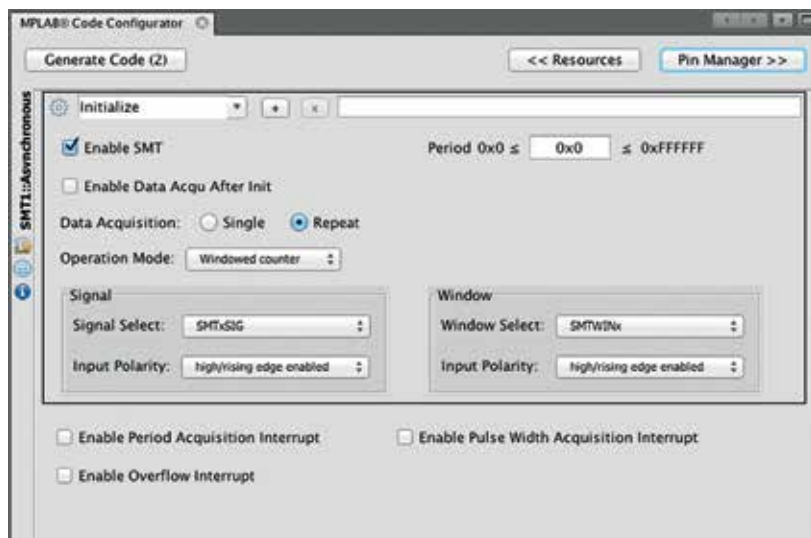 MPLAB® Code Configurator
Generate Code (2)
<< Resources
Pin Manager >>
SMT1::Asynchronous
Initialize
+
x
Enable SMT
Period 0x0 ≤ 0x0 ≤ 0xFFFFFF
Enable Data Acqu After Init
Data Acquisition: Single Repeat
Operation Mode: Windowed counter
Signal
Signal Select: SMTxSIG
Input Polarity: high/rising edge enabled
Window
Window Select: SMTWINx
Input Polarity: high/rising edge enabled
Enable Period Acquisition Interrupt
Enable Pulse Width Acquisition Interrupt
Enable Overflow Interrupt